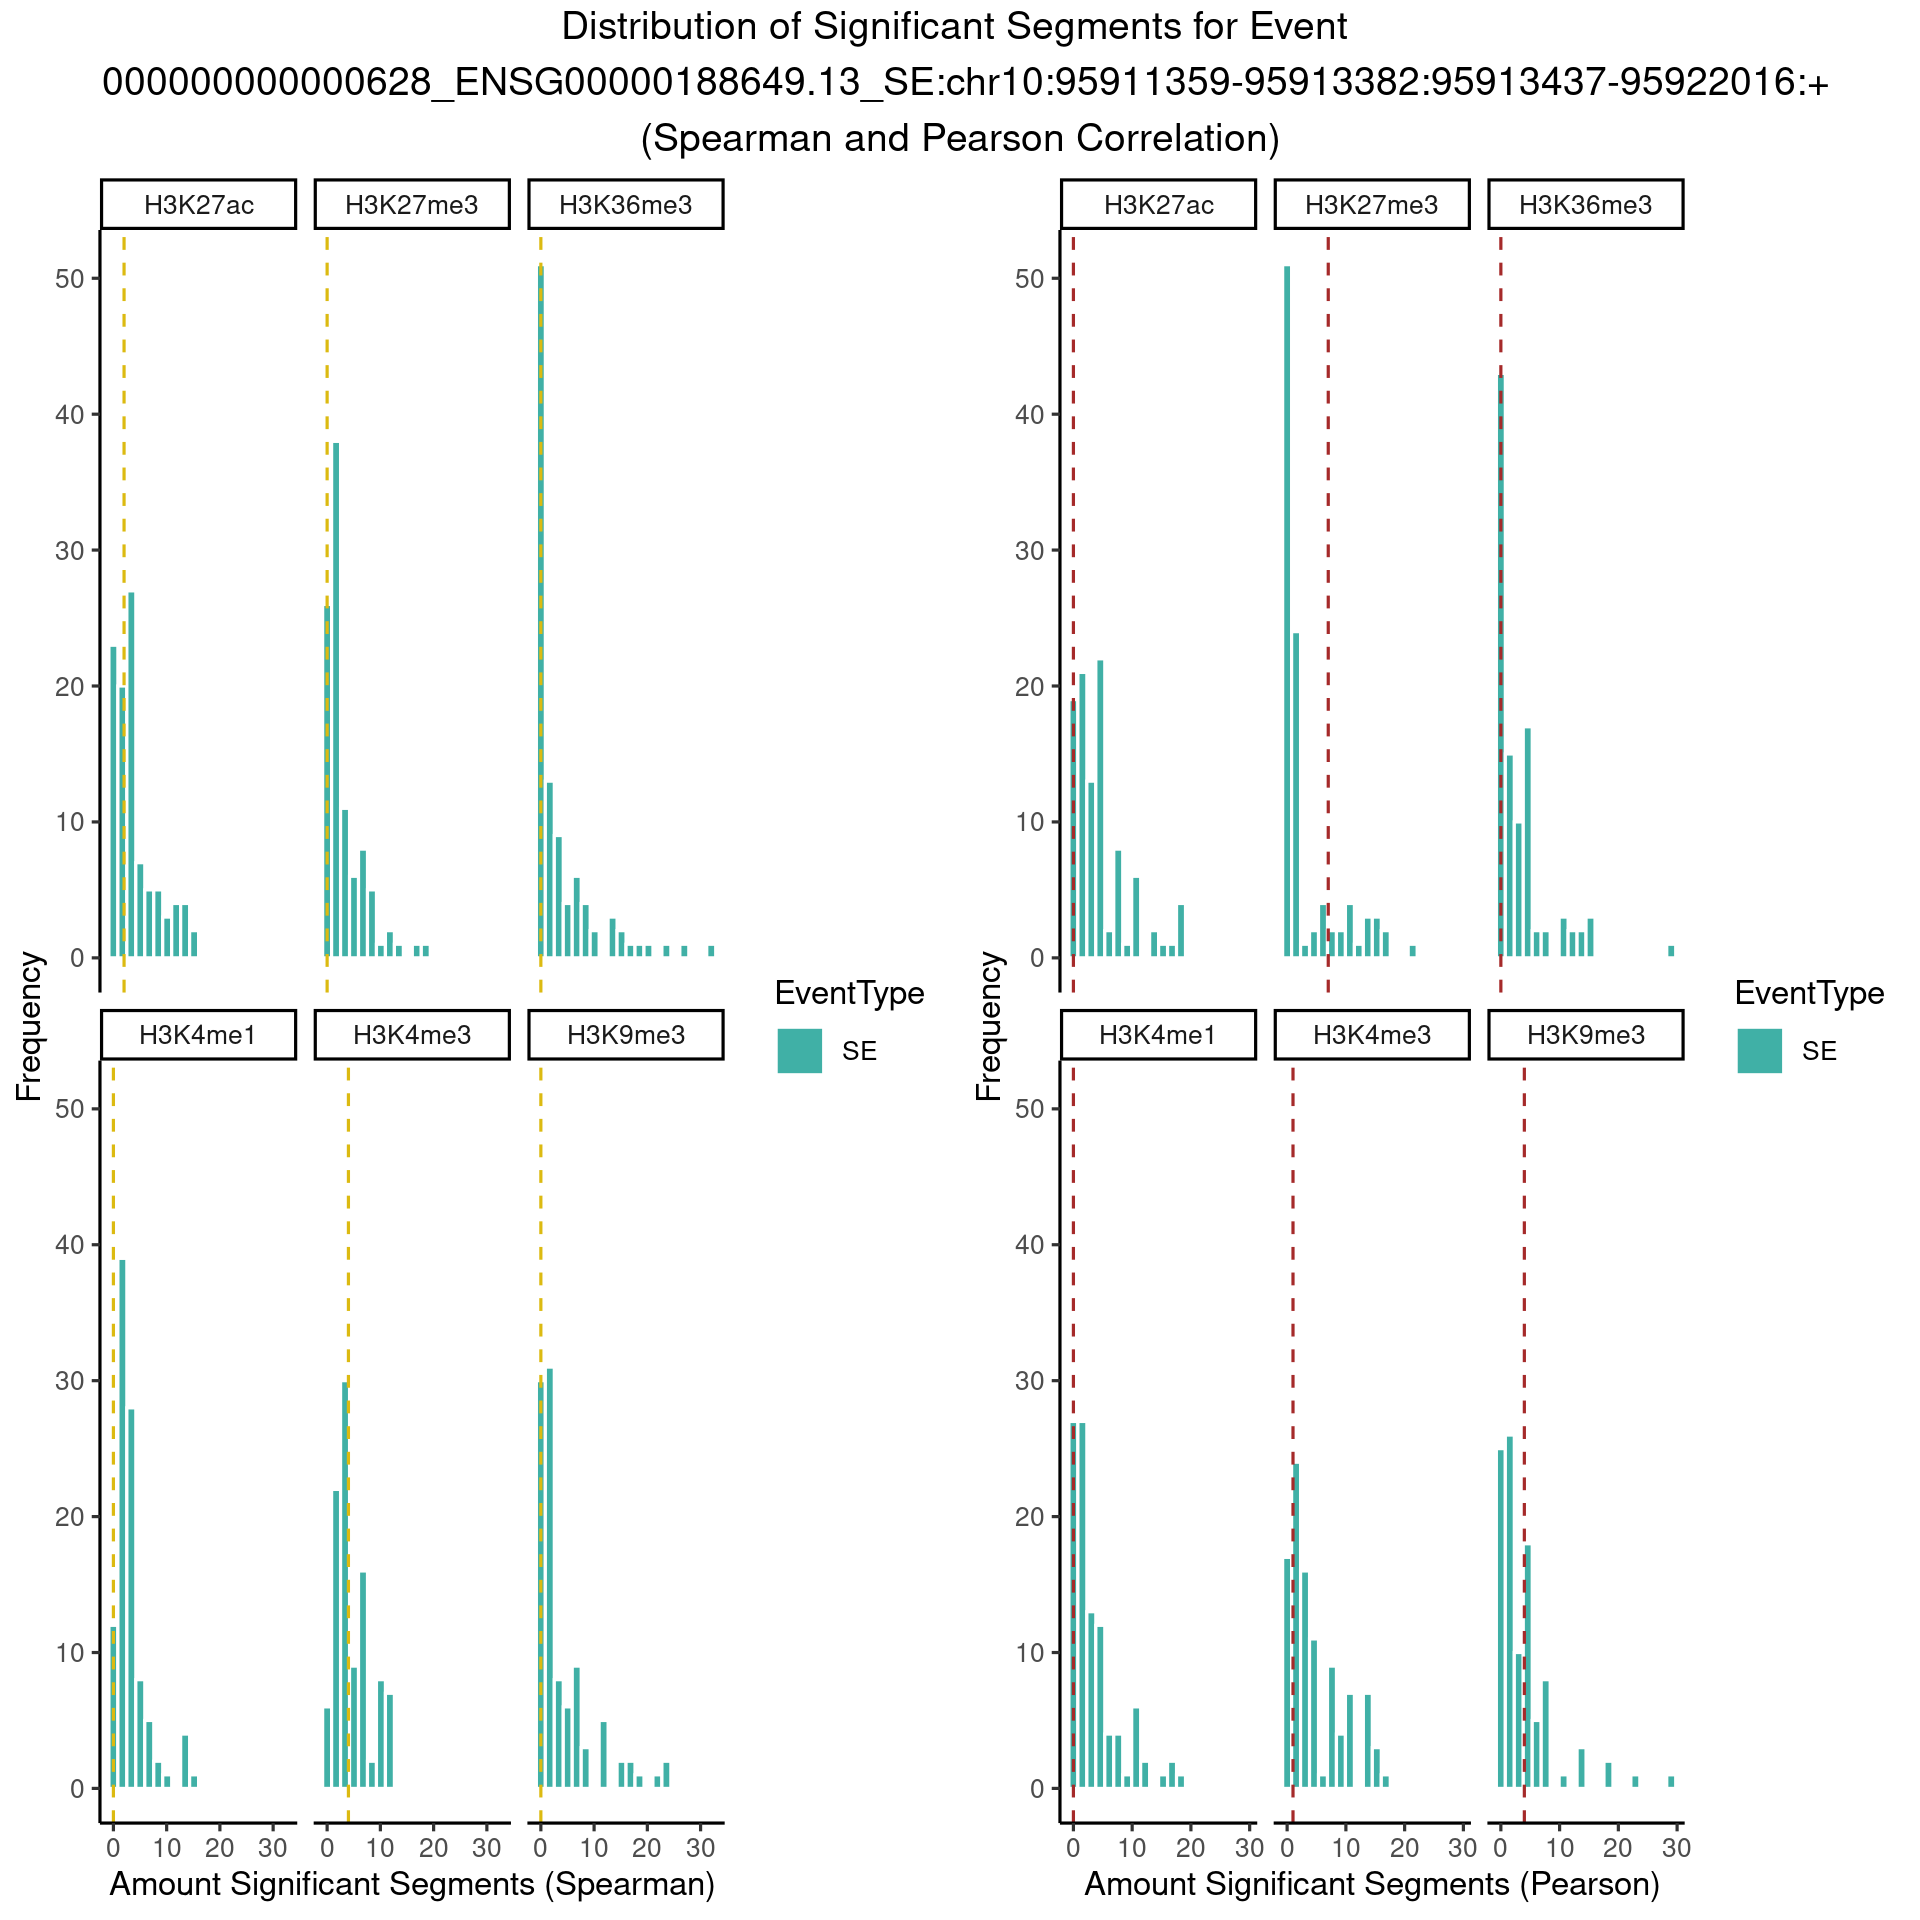 Distribution of Significant Segments for Event
000000000000628_ENSG00000188649.13_SE:chr10:95911359-95913382:95913437-95922016:+
(Spearman and Pearson Correlation)
H3K27ac H3K27me3 H3K36me3
50
40
30
20
10
0
H3K4me1 H3K4me3 H3K9me3
50
40
30
20
10
0
0 10 20 30 0 10 20 30 0 10 20 30
Frequency
Amount Significant Segments (Spearman)
EventType
SE
H3K27ac H3K27me3 H3K36me3
50
40
30
20
10
0
H3K4me1 H3K4me3 H3K9me3
50
40
30
20
10
0
0 10 20 30 0 10 20 30 0 10 20 30
Frequency
Amount Significant Segments (Pearson)
EventType
SE